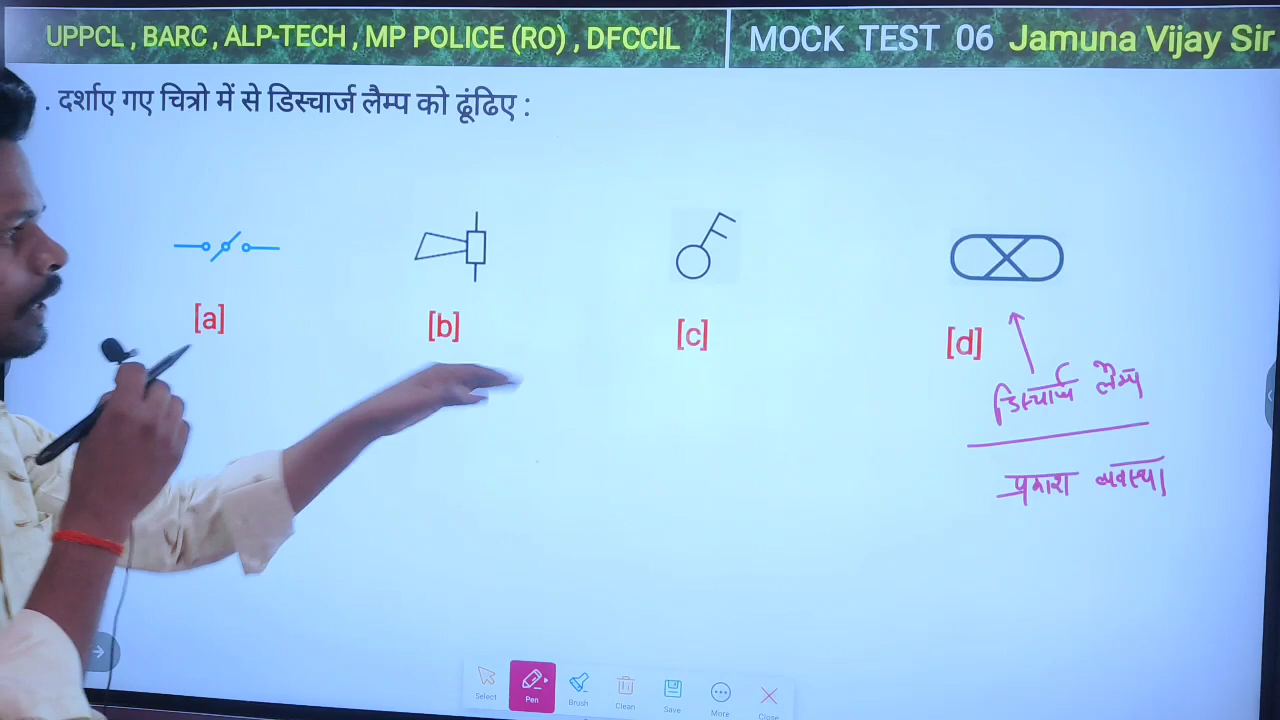 UPPCL , BARC , ALP-TECH , MP POLICE (RO) , DFCCIL
MOCK TEST 06 Jamuna Vijay Sir
. दर्शाए गए चित्रो में से डिस्चार्ज लैम्प को ढूंढिए :
[a] [b] [c] [d]
डिस्चार्ज लैम्प
प्रकाश व्यवस्था
Select Pen Brush Clean Save More Close